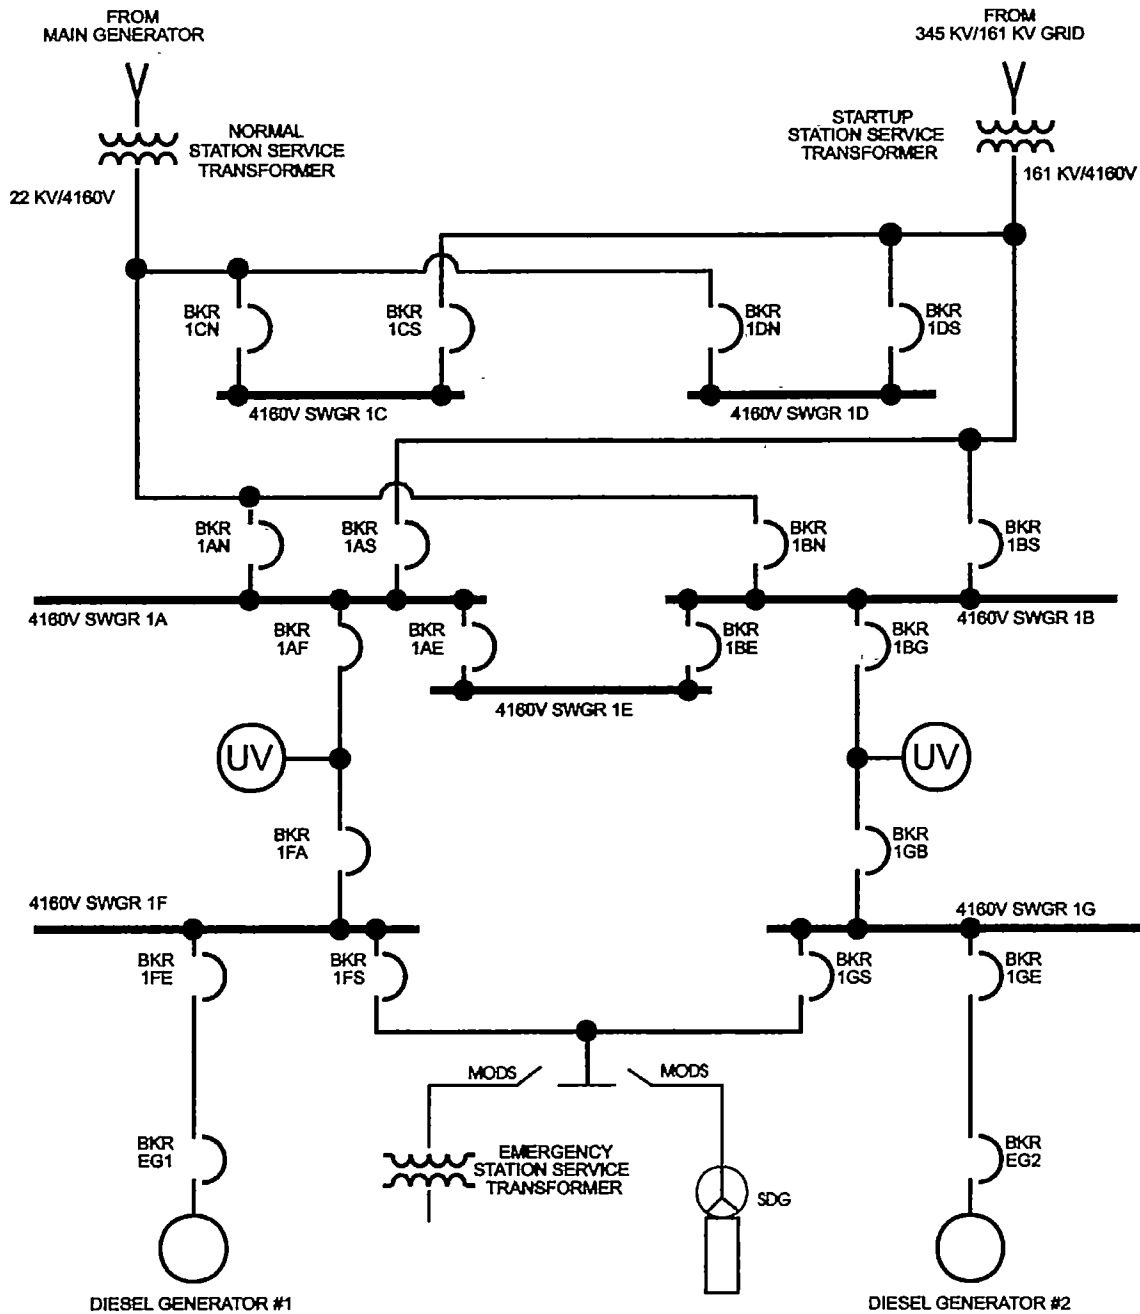 FROM
MAIN GENERATOR
FROM
345 KV/161 KV GRID
NORMAL
STATION SERVICE
TRANSFORMER
STARTUP
STATION SERVICE
TRANSFORMER
22 KV/4160V
161 KV/4160V
BKR
1CN
BKR
1CS
BKR
1DN
BKR
1DS
4160V SWGR 1C
4160V SWGR 1D
BKR
1AN
BKR
1AS
BKR
1BN
BKR
1BS
4160V SWGR 1A
4160V SWGR 1B
BKR
1AF
BKR
1AE
BKR
1BE
BKR
1BG
4160V SWGR 1E
UV
UV
BKR
1FA
BKR
1GB
4160V SWGR 1F
4160V SWGR 1G
BKR
1FE
BKR
1FS
BKR
1GS
BKR
1GE
MODS
MODS
BKR
EG1
EMERGENCY
STATION SERVICE
TRANSFORMER
SDG
BKR
EG2
DIESEL GENERATOR #1
DIESEL GENERATOR #2